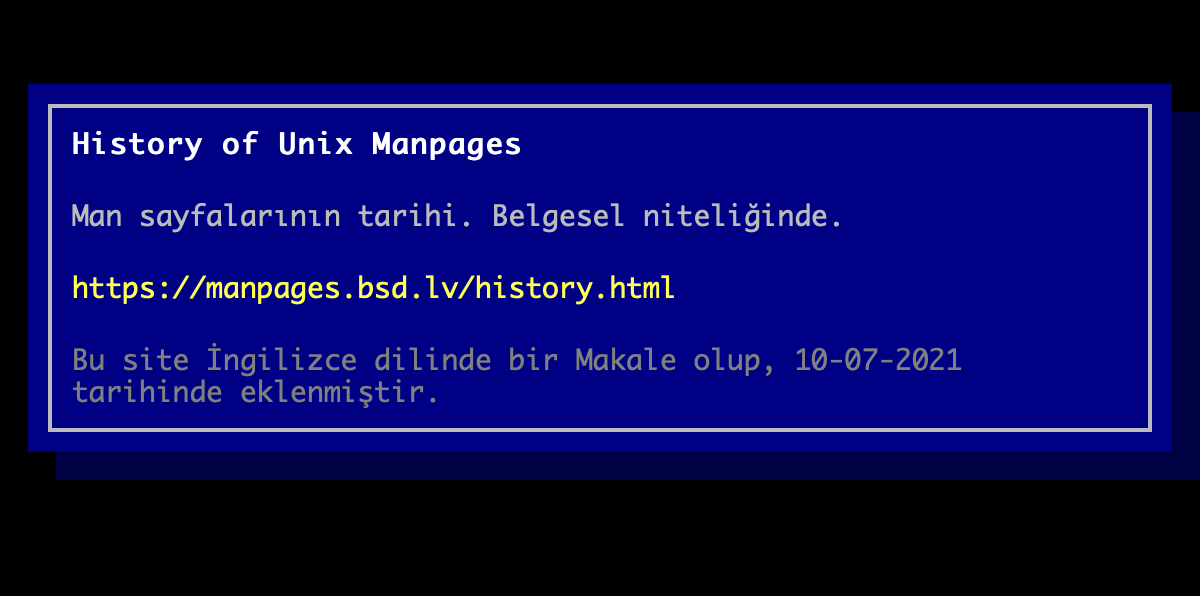 History of Unix Manpages
Man sayfalarının tarihi. Belgesel niteliğinde.
https://manpages.bsd.lv/history.html
Bu site İngilizce dilinde bir Makale olup, 10-07-2021
tarihinde eklenmiştir.